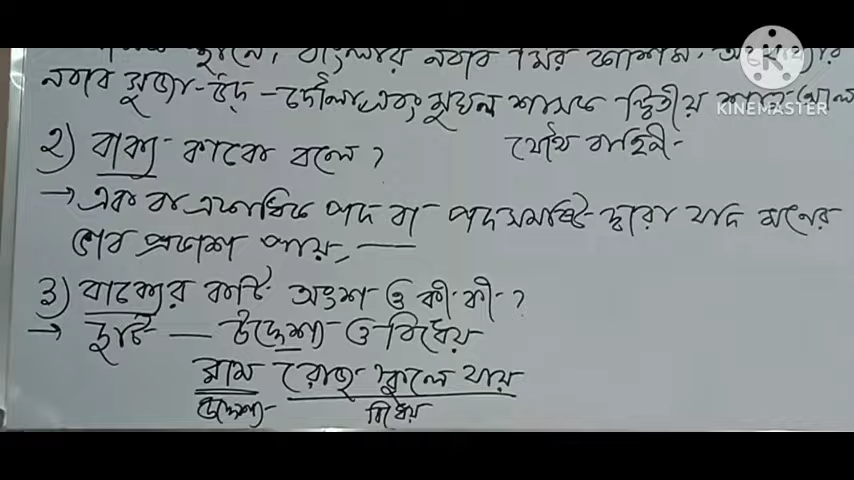 স্থানে, বাংলার নবাব মির কাশিম,
নবাব সুজা-উদ্-দৌলা এবং মুঘল শাসক দ্বিতীয় শাহ আলম
যৌথ বাহিনী-
২) বাক্য কাকে বলে?
→ এক বা একাধিক পদ বা পদসমষ্টি দ্বারা যদি মনের
ভাব প্রকাশ পায়, —
৩) বাক্যের কটি অংশ ও কী-কী-?
→ দুটি — উদ্দেশ্য ও বিধেয়
রাম রোজ স্কুলে যায়
উদ্দেশ্য- বিধেয়
KINEMASTER